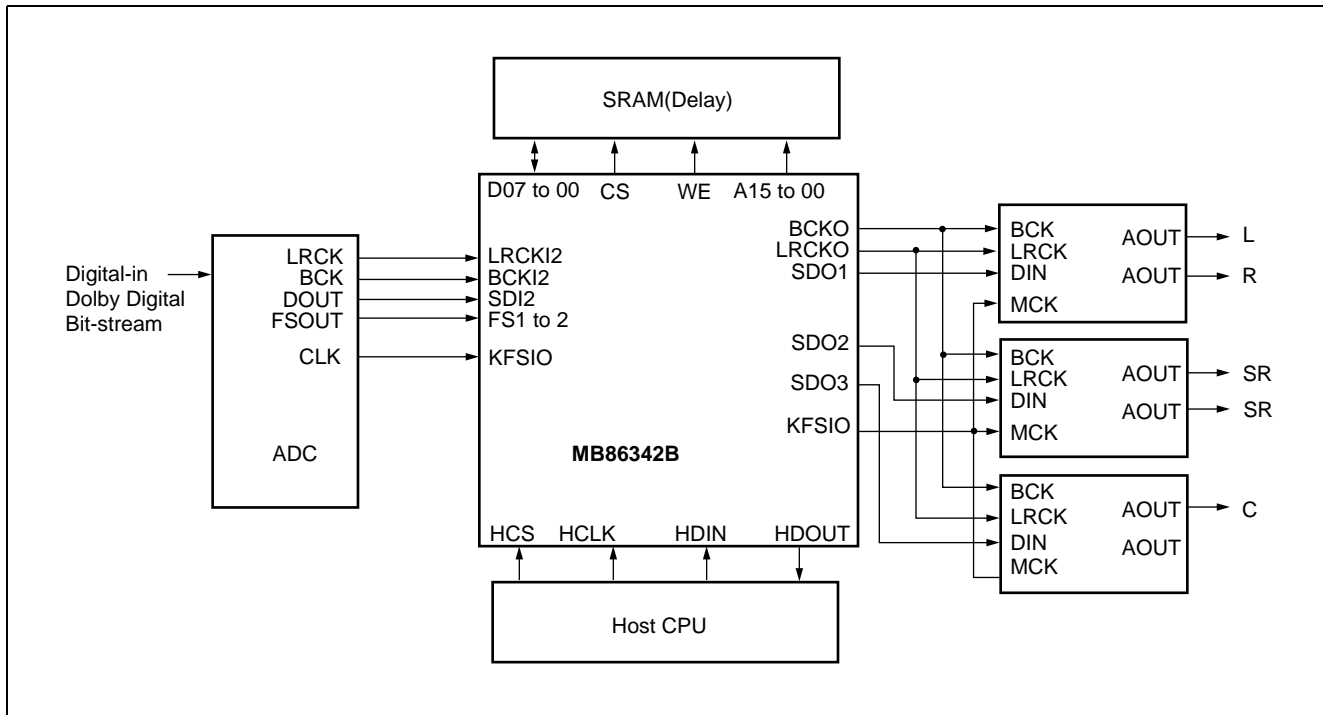 SRAM(Delay)
D07 to 00
CS
WE
A15 to 00
Digital-in
Dolby Digital
Bit-stream
LRCK
BCK
DOUT
FSOUT
CLK
ADC
LRCKI2
BCKI2
SDI2
FS1 to 2
KFSIO
BCKO
LRCKO
SDO1
SDO2
SDO3
KFSIO
MB86342B
HCS
HCLK
HDIN
HDOUT
Host CPU
BCK
LRCK
DIN
MCK
AOUT
AOUT
L
R
BCK
LRCK
DIN
MCK
AOUT
AOUT
SR
SR
BCK
LRCK
DIN
MCK
AOUT
AOUT
C